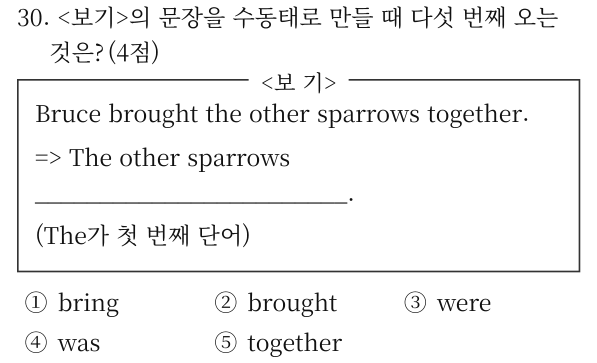 30. <보기>의 문장을 수동태로 만들 때 다섯 번째 오는
것은? (4점)
<보 기>
Bruce brought the other sparrows together.
=> The other sparrows
________________________.
(The가 첫 번째 단어)
① bring ② brought ③ were
④ was ⑤ together